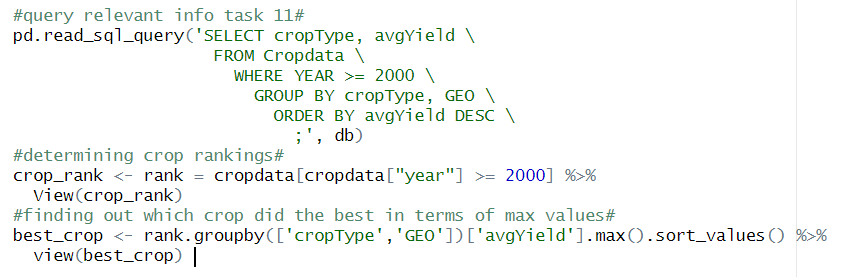 #query relevant info task 11#
pd.read_sql_query('SELECT cropType, avgYield \
FROM Cropdata \
WHERE YEAR >= 2000 \
GROUP BY cropType, GEO \
ORDER BY avgYield DESC \
;', db)
#determining crop rankings#
crop_rank <- rank = cropdata[cropdata["year"] >= 2000] %>%
View(crop_rank)
#finding out which crop did the best in terms of max values#
best_crop <- rank.groupby(['cropType','GEO'])['avgYield'].max().sort_values() %>%
view(best_crop)